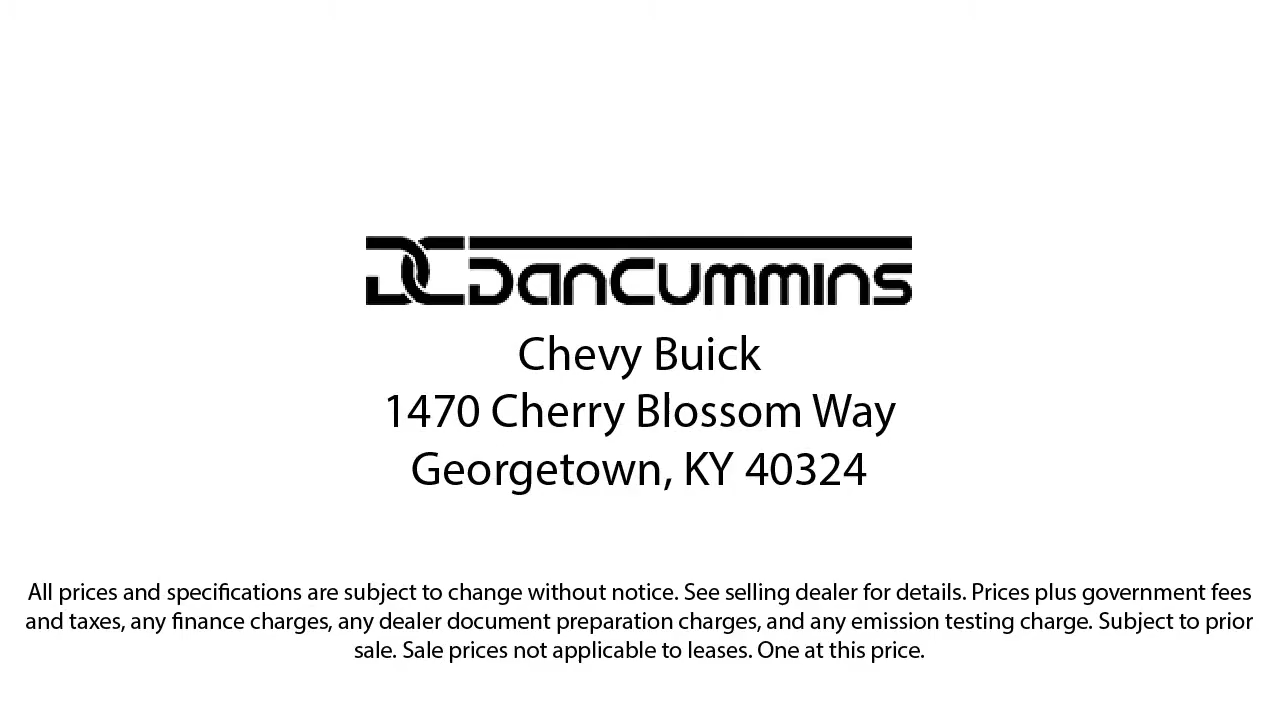 DC DanCummins
Chevy Buick
1470 Cherry Blossom Way
Georgetown, KY 40324
All prices and specifications are subject to change without notice. See selling dealer for details. Prices plus government fees
and taxes, any finance charges, any dealer document preparation charges, and any emission testing charge. Subject to prior
sale. Sale prices not applicable to leases. One at this price.